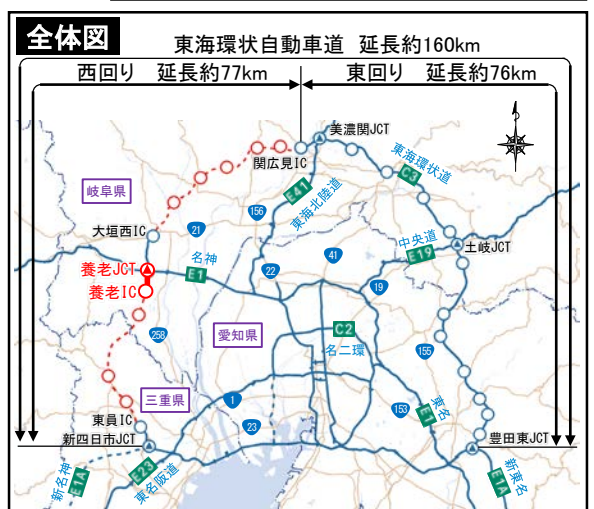 全体図
東海環状自動車道 延長約160km
西回り 延長約77km
東回り 延長約76km
美濃関JCT
関広見IC
東海環状道
C3
岐阜県
E41
156
東海北陸道
大垣西IC
21
中央道
土岐JCT
41
E19
養老JCT
名神
E1
22
19
養老IC
258
愛知県
C2
名二環
155
三重県
1
153
東名
E1
東員IC
23
新四日市JCT
豊田東JCT
E23
東名阪道
新名神
E1A
新東名
E1A